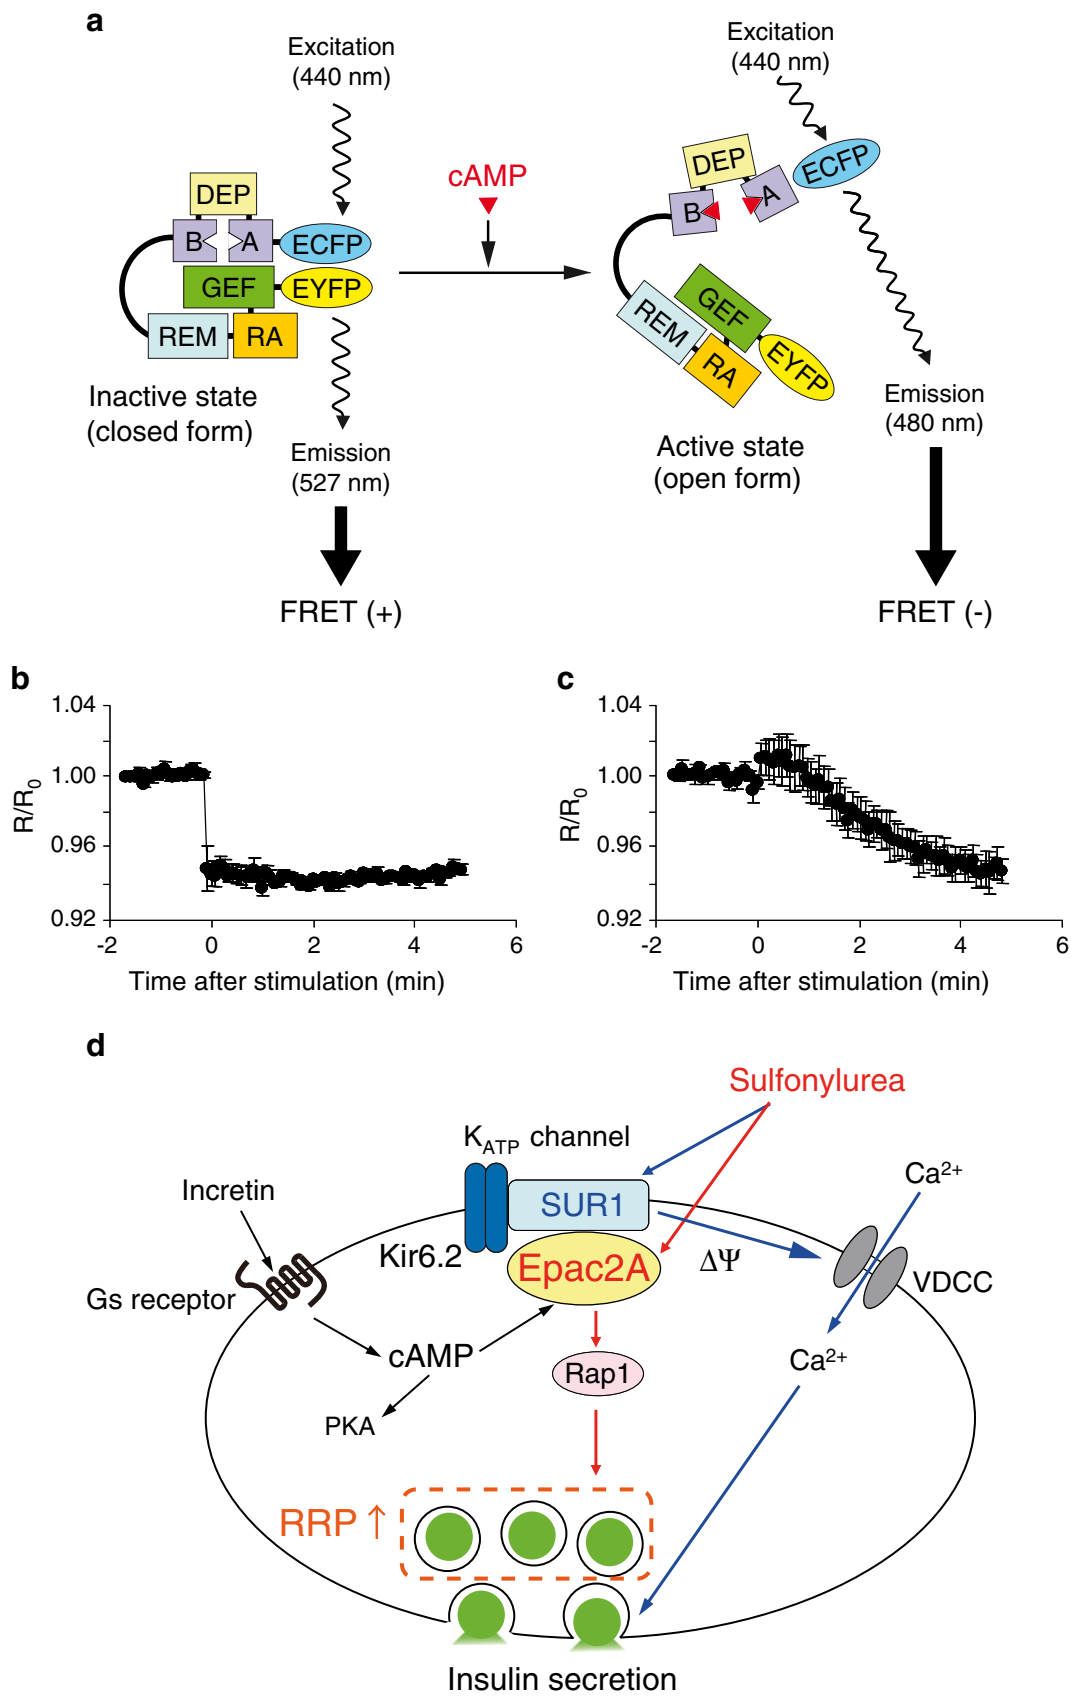 a
Excitation
(440 nm)
DEP
B
A
ECFP
GEF
EYFP
REM
RA
Inactive state
(closed form)
Emission
(527 nm)
FRET (+)
cAMP
Excitation
(440 nm)
DEP
B
A
ECFP
GEF
REM
RA
EYFP
Active state
(open form)
Emission
(480 nm)
FRET (-)
b
1.04
1.00
0.96
0.92
R/R0
-2
0
2
4
6
Time after stimulation (min)
c
1.04
1.00
0.96
0.92
R/R0
-2
0
2
4
6
Time after stimulation (min)
d
Sulfonylurea
KATP channel
Ca2+
Incretin
SUR1
Kir6.2
Epac2A
ΔΨ
VDCC
Gs receptor
cAMP
Ca2+
Rap1
PKA
RRP ↑
Insulin secretion